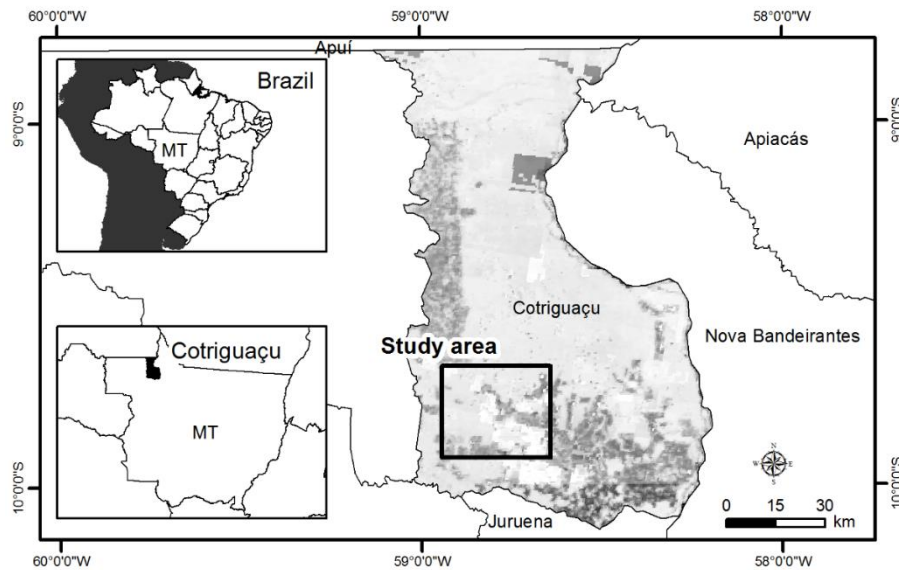 60°0'0"W 59°0'0"W 58°0'0"W
Apuí
Brazil
MT
9°0'0"S 9°0'0"S
Apiacás
Cotriguaçu
Nova Bandeirantes
Study area
Cotriguaçu
MT
N
W E
S
10°0'0"S 10°0'0"S
Juruena
0 15 30
km
60°0'0"W 59°0'0"W 58°0'0"W